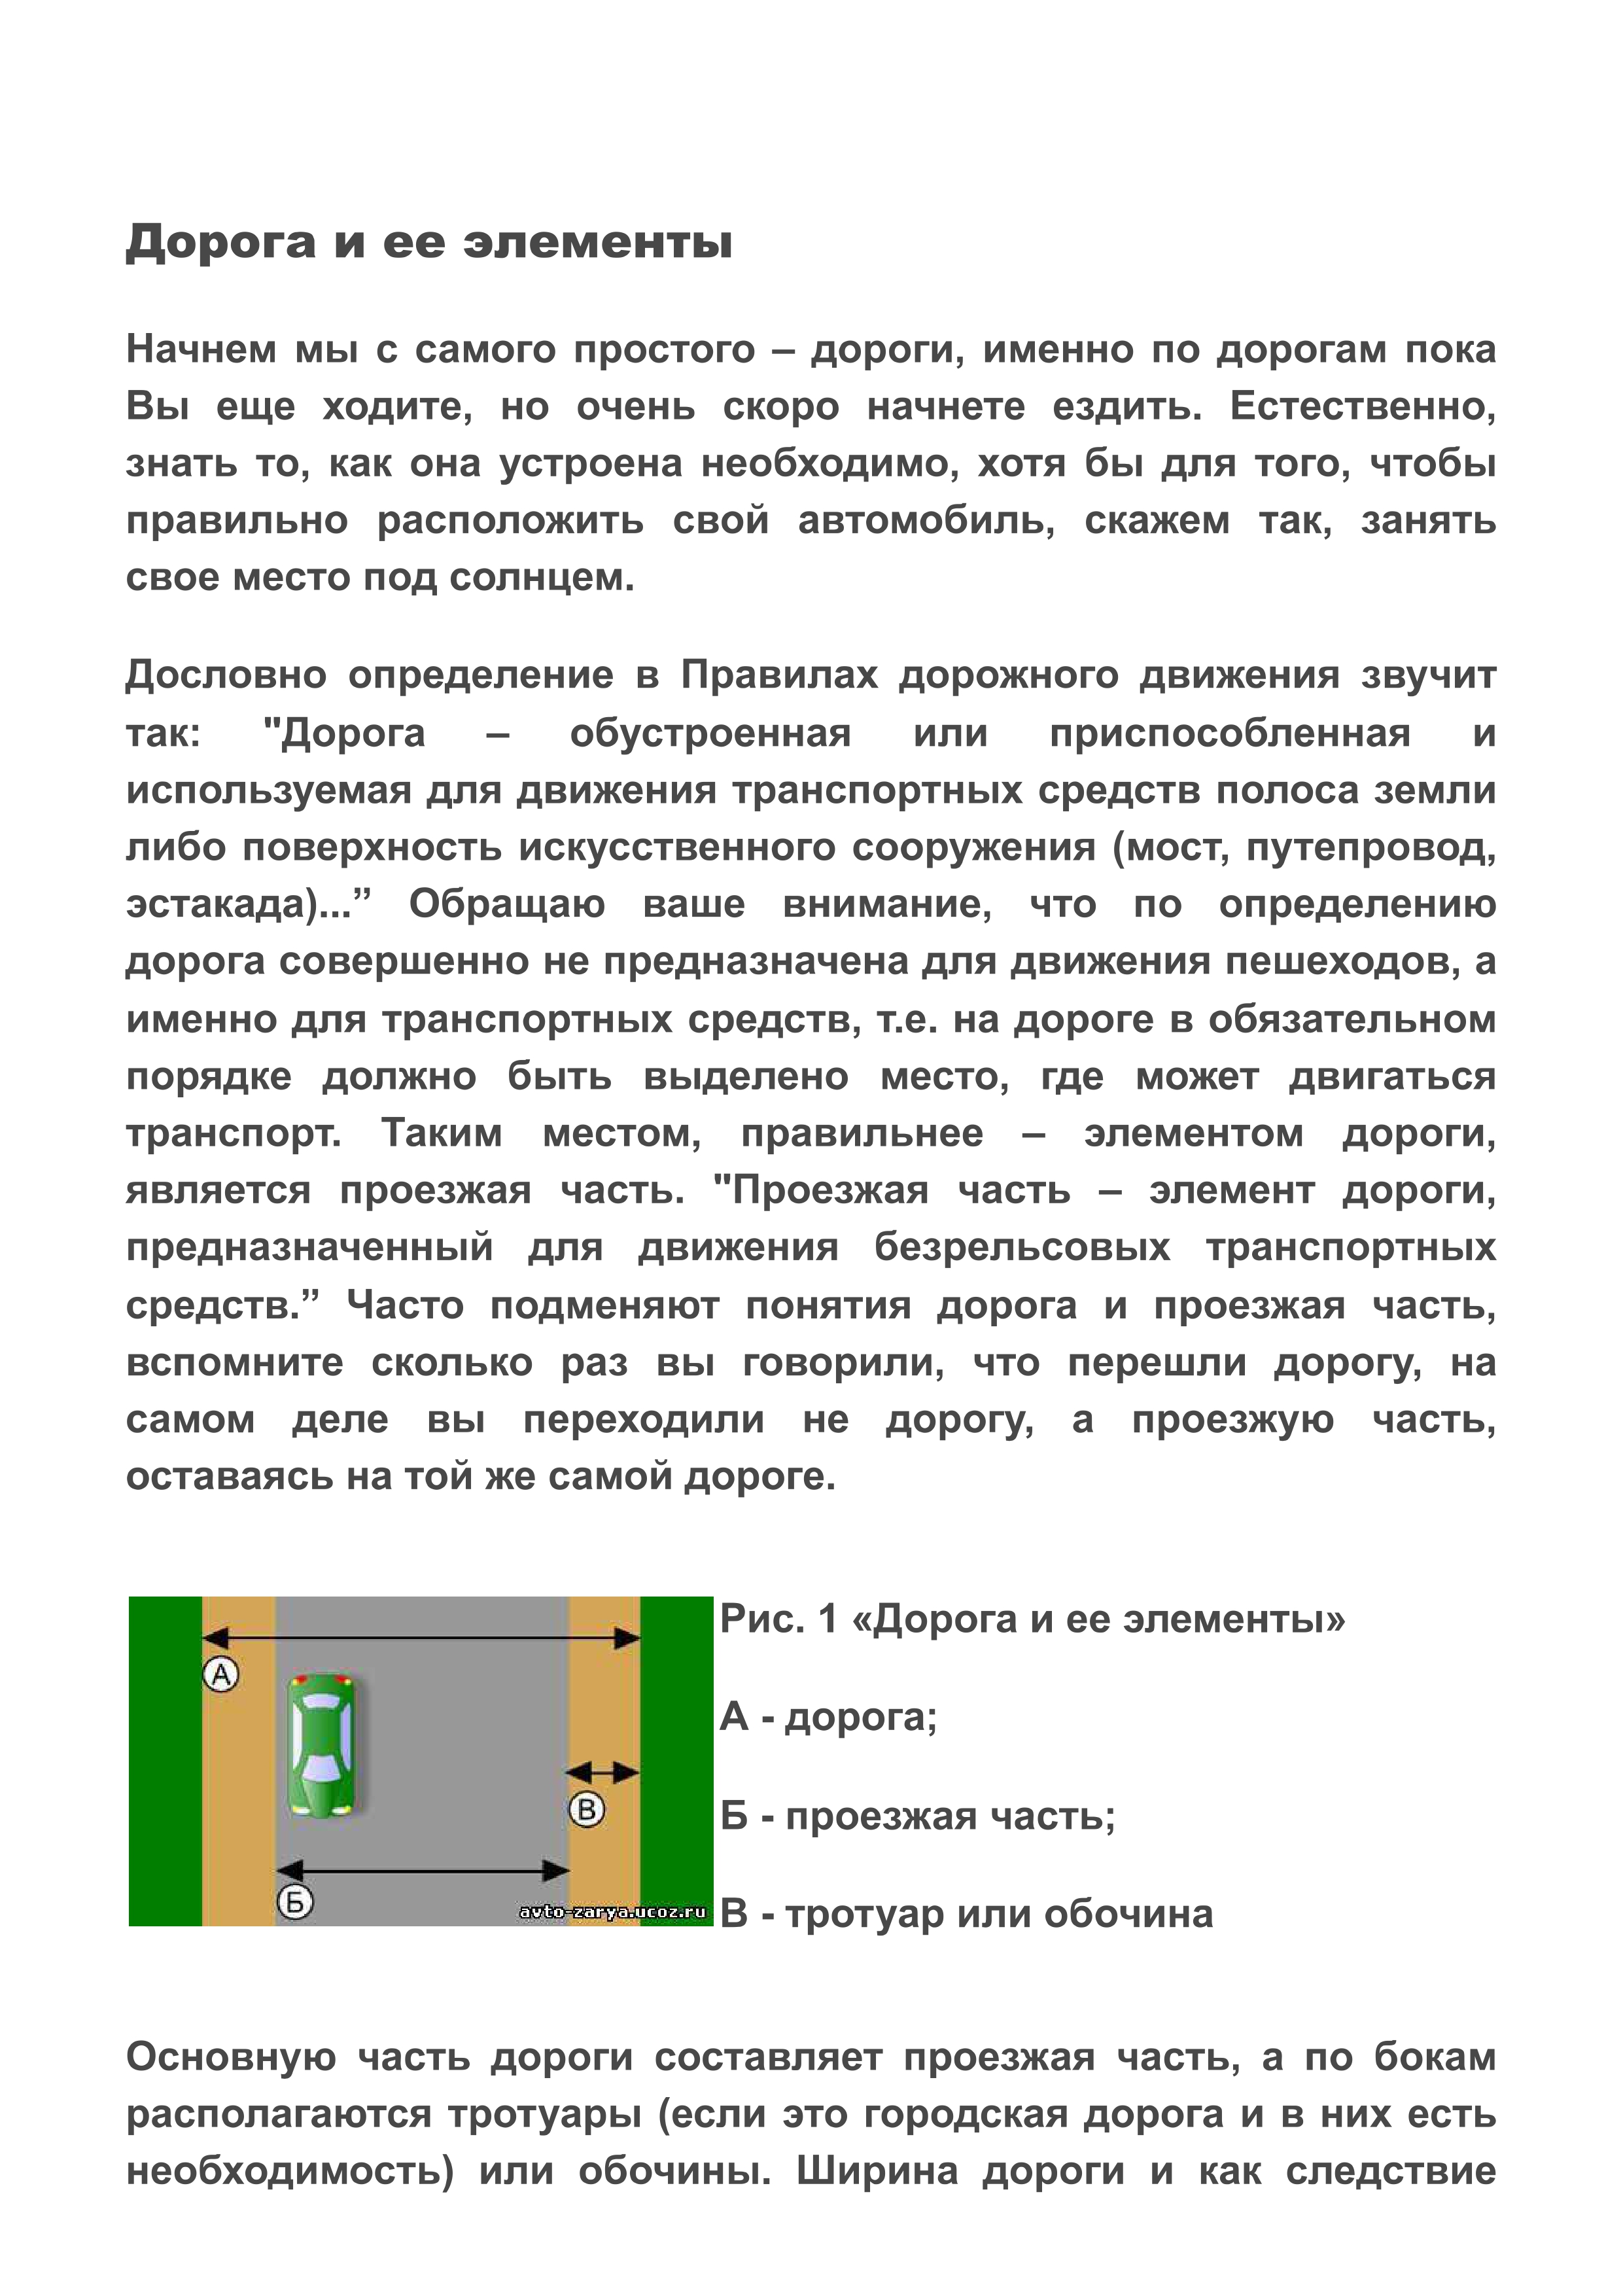 Дорога и ее элементы
Начнем мы с самого простого – дороги, именно по дорогам пока
Вы еще ходите, но очень скоро начнете ездить. Естественно,
знать то, как она устроена необходимо, хотя бы для того, чтобы
правильно расположить свой автомобиль, скажем так, занять
свое место под солнцем.
Дословно определение в Правилах дорожного движения звучит
так: "Дорога – обустроенная или приспособленная и
используемая для движения транспортных средств полоса земли
либо поверхность искусственного сооружения (мост, путепровод,
эстакада)...” Обращаю ваше внимание, что по определению
дорога совершенно не предназначена для движения пешеходов, а
именно для транспортных средств, т.е. на дороге в обязательном
порядке должно быть выделено место, где может двигаться
транспорт. Таким местом, правильнее – элементом дороги,
является проезжая часть. "Проезжая часть – элемент дороги,
предназначенный для движения безрельсовых транспортных
средств.” Часто подменяют понятия дорога и проезжая часть,
вспомните сколько раз вы говорили, что перешли дорогу, на
самом деле вы переходили не дорогу, а проезжую часть,
оставаясь на той же самой дороге.
А
В
Б
avto-zarya.ucoz.ru
Рис. 1 «Дорога и ее элементы»
А - дорога;
Б - проезжая часть;
В - тротуар или обочина
Основную часть дороги составляет проезжая часть, а по бокам
располагаются тротуары (если это городская дорога и в них есть
необходимость) или обочины. Ширина дороги и как следствие